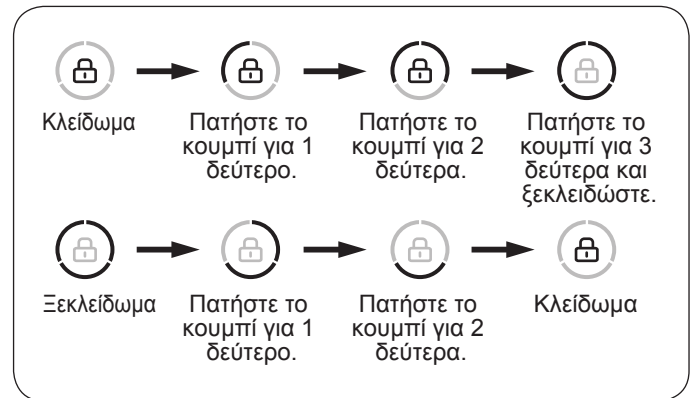 Κλείδωμα
Πατήστε το
κουμπί για 1
δεύτερο.
Πατήστε το
κουμπί για 2
δεύτερα.
Πατήστε το
κουμπί για 3
δεύτερα και
ξεκλειδώστε.
Ξεκλείδωμα
Πατήστε το
κουμπί για 1
δεύτερο.
Πατήστε το
κουμπί για 2
δεύτερα.
Κλείδωμα